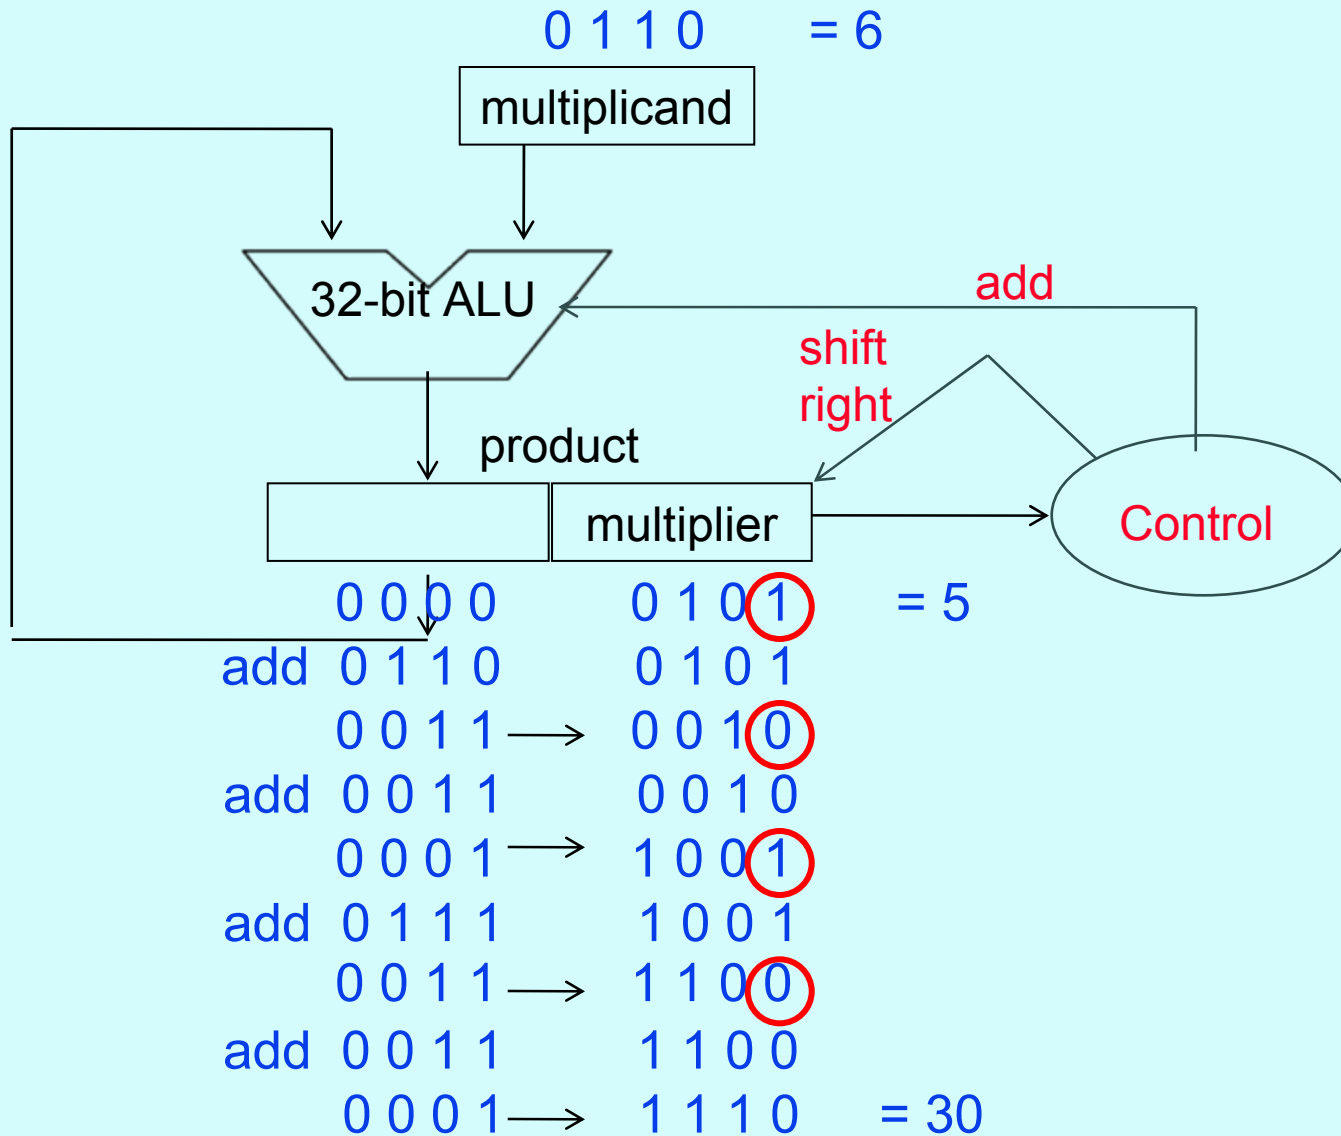 0 1 1 0 = 6
multiplicand
32-bit ALU
add
shift
right
product
multiplier
Control
0 0 0 0 0 1 0 1 = 5
add 0 1 1 0 0 1 0 1
0 0 1 1 0 0 1 0
add 0 0 1 1 0 0 1 0
0 0 0 1 1 0 0 1
add 0 1 1 1 1 0 0 1
0 0 1 1 1 1 0 0
add 0 0 1 1 1 1 0 0
0 0 0 1 1 1 1 0 = 30